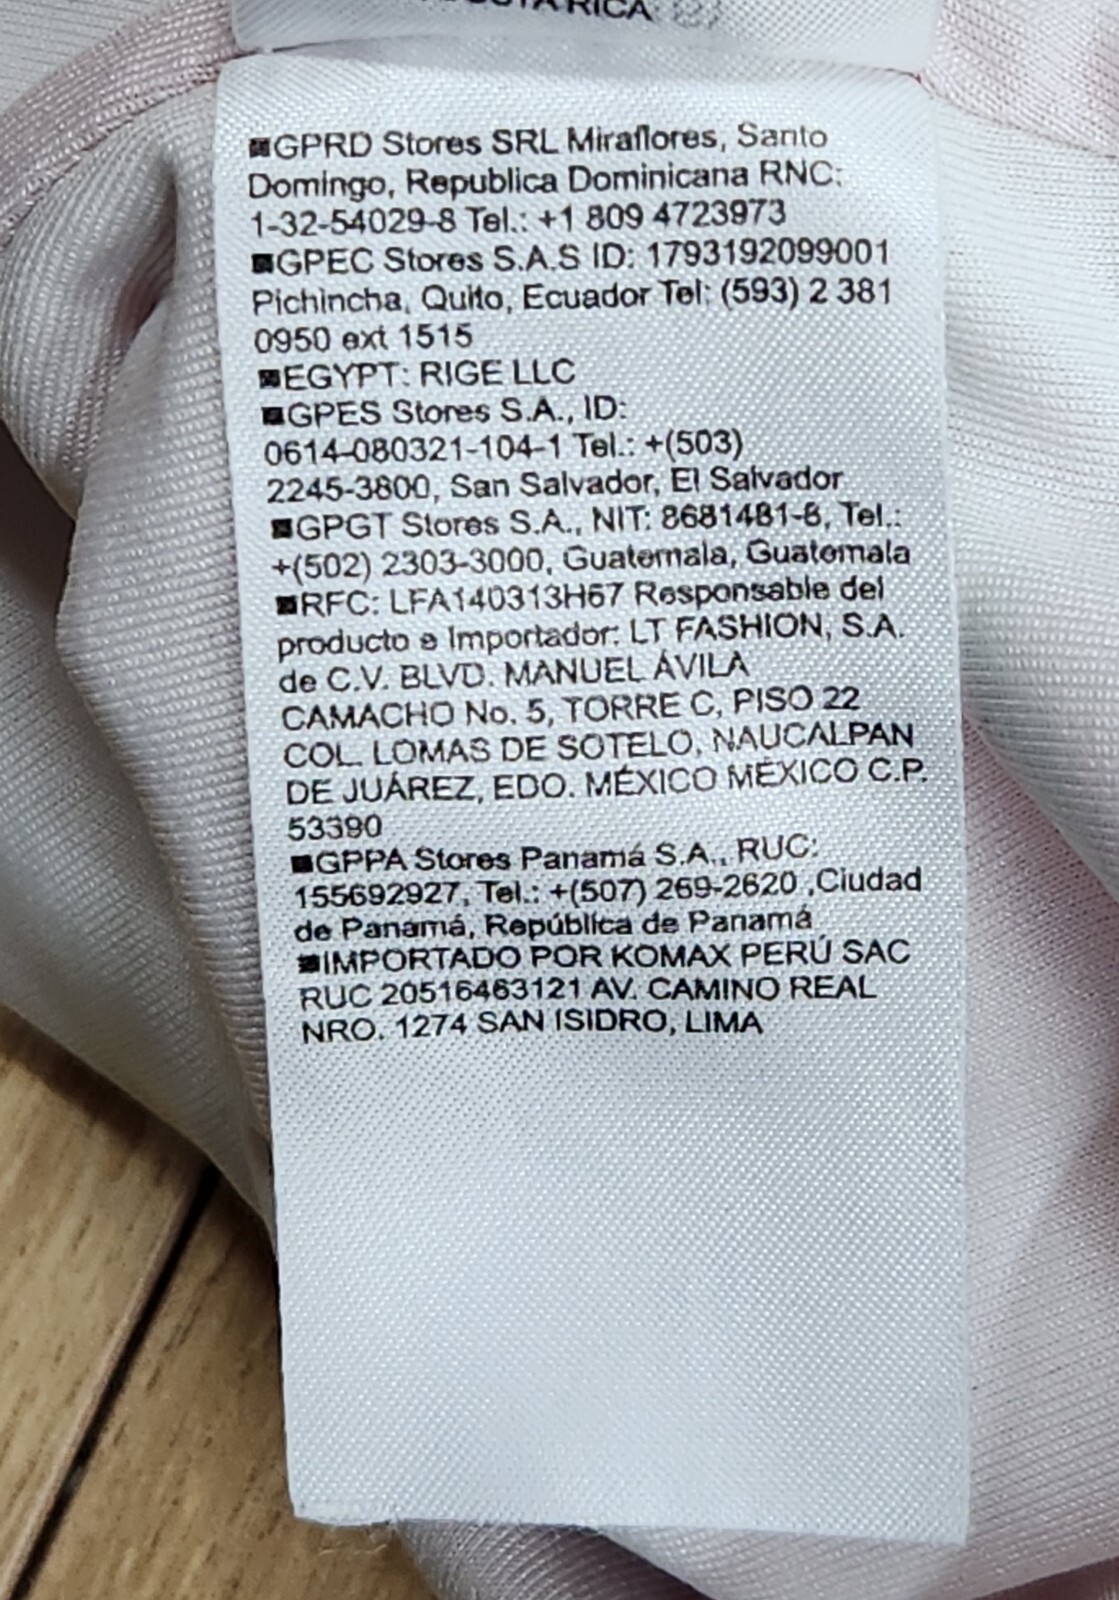 COSTA RICA
■GPRD Stores SRL Miraflores, Santo
Domingo, Republica Dominicana RNC:
1-32-54029-8 Tel.: +1 809 4723973
■GPEC Stores S.A.S ID: 1793192099001
Pichincha, Quito, Ecuador Tel: (593) 2 381
0950 ext 1515
■EGYPT: RIGE LLC
■GPES Stores S.A., ID:
0614-080321-104-1 Tel.: +(503)
2245-3800, San Salvador, El Salvador
■GPGT Stores S.A., NIT: 8681481-8, Tel.:
+(502) 2303-3000, Guatemala, Guatemala
■RFC: LFA140313H67 Responsable del
producto e Importador: LT FASHION, S.A.
de C.V. BLVD. MANUEL ÁVILA
CAMACHO No. 5, TORRE C, PISO 22
COL. LOMAS DE SOTELO, NAUCALPAN
DE JUÁREZ, EDO. MÉXICO MÉXICO C.P.
53390
■GPPA Stores Panamá S.A., RUC:
155692927, Tel.: +(507) 269-2620 ,Ciudad
de Panamá, República de Panamá
■IMPORTADO POR KOMAX PERÚ SAC
RUC 20516463121 AV. CAMINO REAL
NRO. 1274 SAN ISIDRO, LIMA